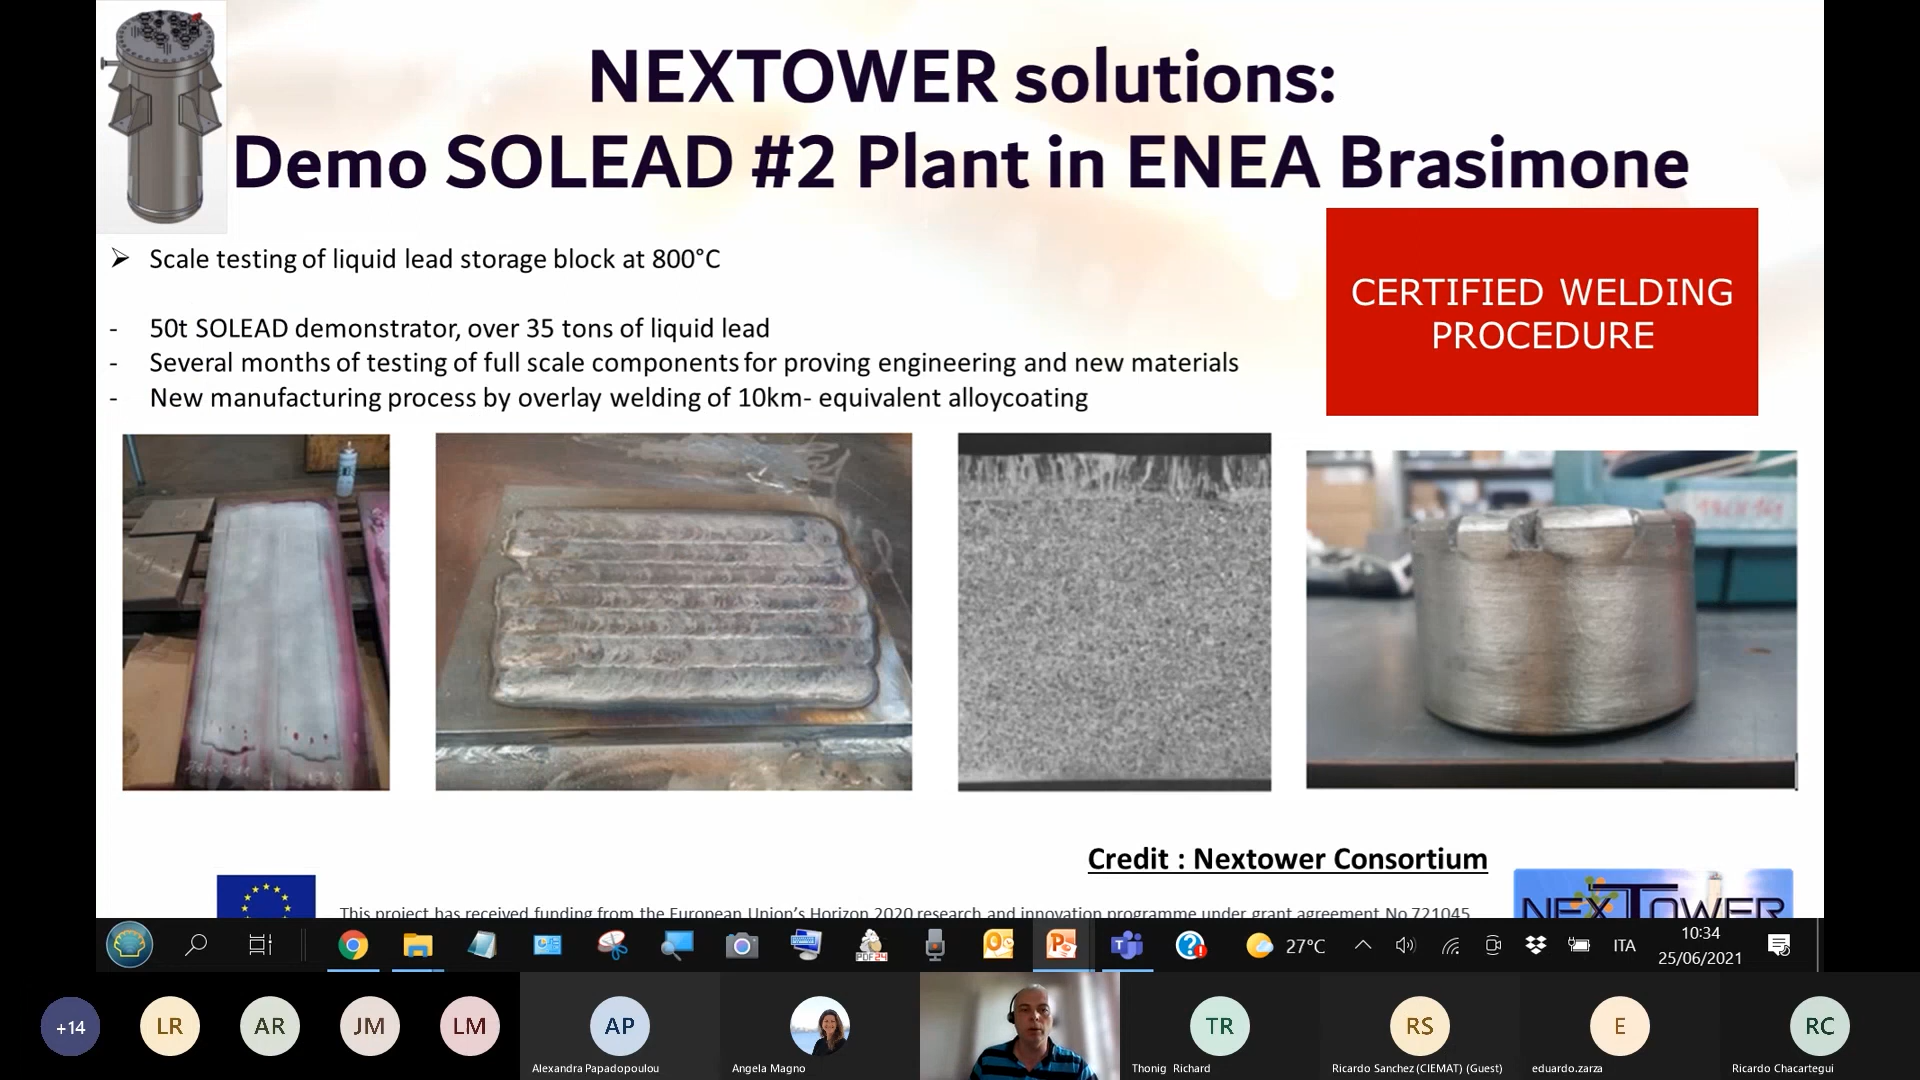 NEXTOWER solutions:
Demo SOLEAD #2 Plant in ENEA Brasimone
➢ Scale testing of liquid lead storage block at 800°C
- 50t SOLEAD demonstrator, over 35 tons of liquid lead
- Several months of testing of full scale components for proving engineering and new materials
- New manufacturing process by overlay welding of 10km- equivalent alloycoating
CERTIFIED WELDING
PROCEDURE
Credit : Nextower Consortium
This project has received funding from the European Union's Horizon 2020 research and innovation programme under grant agreement No 721045
NEXTOWER
PDF24
27°C
ITA
10:34
25/06/2021
+14
LR
AR
JM
LM
AP
TR
RS
E
RC
Alexandra Papadopoulou
Angela Magno
Thonig Richard
Ricardo Sanchez (CIEMAT) (Guest)
eduardo.zarza
Ricardo Chacartegui